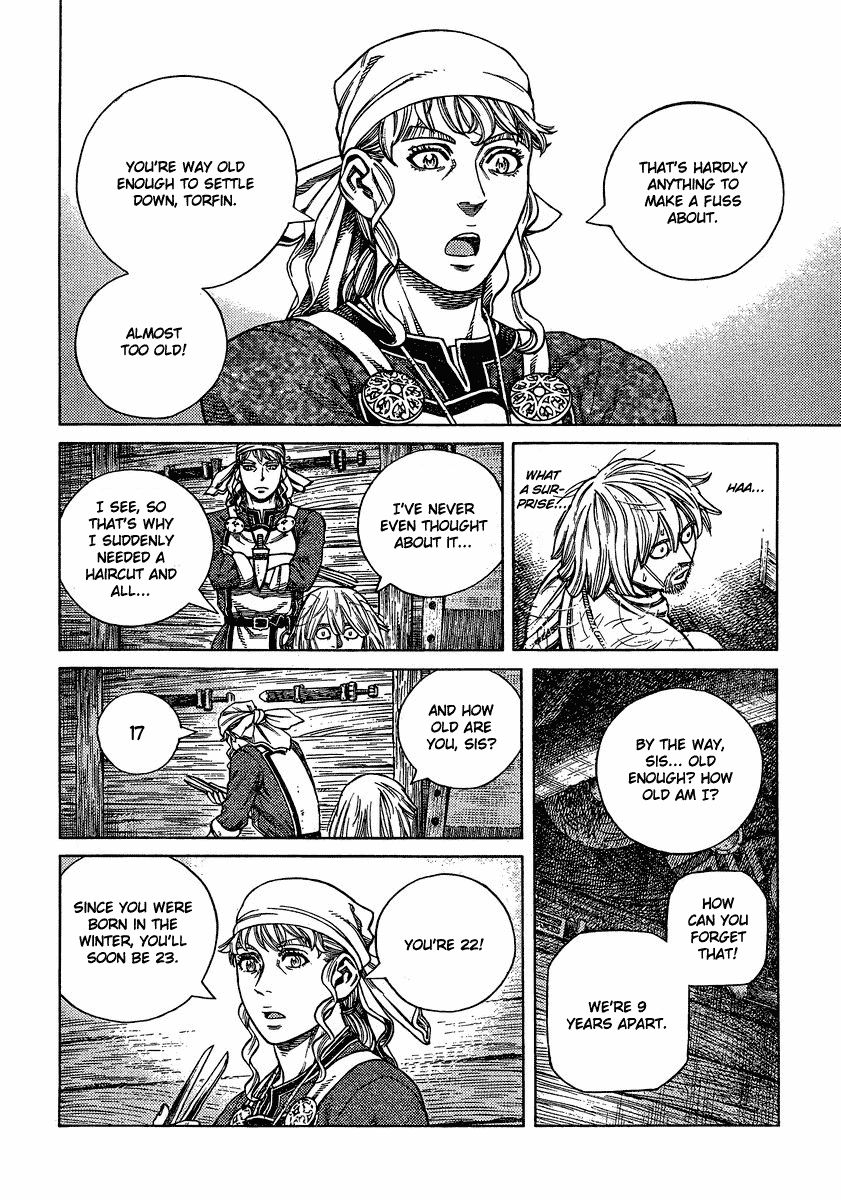 THAT'S HARDLY
ANYTHING TO
MAKE A FUSS
ABOUT.
YOU'RE WAY OLD
ENOUGH TO SETTLE
DOWN, TORFIN.
ALMOST
TOO OLD!
HAA...
WHAT
A SUR-
PRISE...
I'VE NEVER
EVEN THOUGHT
ABOUT IT...
I SEE, SO
THAT'S WHY
I SUDDENLY
NEEDED A
HAIRCUT AND
ALL...
BY THE WAY,
SIS... OLD
ENOUGH? HOW
OLD AM I?
HOW
CAN YOU
FORGET
THAT!
WE'RE 9
YEARS APART.
AND HOW
OLD ARE
YOU, SIS?
17
YOU'RE 22!
SINCE YOU WERE
BORN IN THE
WINTER, YOU'LL
SOON BE 23.